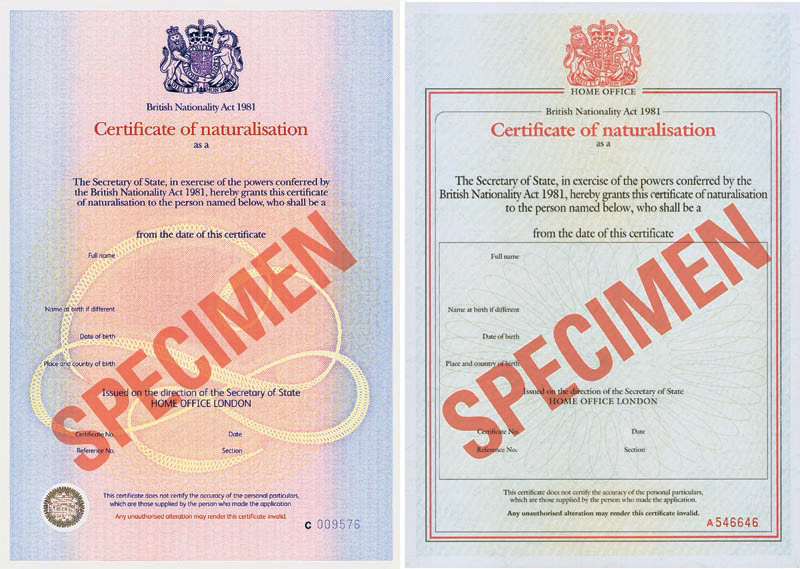 British Nationality Act 1981
Certificate of naturalisation
as a
The Secretary of State, in exercise of the powers conferred by
the British Nationality Act 1981, hereby grants this certificate
of naturalisation to the person named below, who shall be a
from the date of this certificate
Full name
Name at birth if different
Date of birth
Place and country of birth
SPECIMEN
Issued on the direction of the Secretary of State
HOME OFFICE LONDON
Certificate No.
Date
Reference No.
Section
This certificate does not certify the accuracy of the personal particulars,
which are those supplied by the person who made the application.
Any unauthorised alteration may render this certificate invalid.
C 009576
HOME OFFICE
British Nationality Act 1981
Certificate of naturalisation
as a
The Secretary of State, in exercise of the powers conferred by the
British Nationality Act 1981, hereby grants this certificate of naturalisation
to the person named below, who shall be a
from the date of this certificate
Full name
Name at birth if different
Date of birth
Place and country of birth
SPECIMEN
Issued on the direction of the Secretary of State
HOME OFFICE LONDON
Certificate No.
Date
Reference No.
Section
This certificate does not certify the accuracy of the personal particulars,
which are those supplied by the person who made the application.
Any unauthorised alteration may render this certificate invalid.
A546646